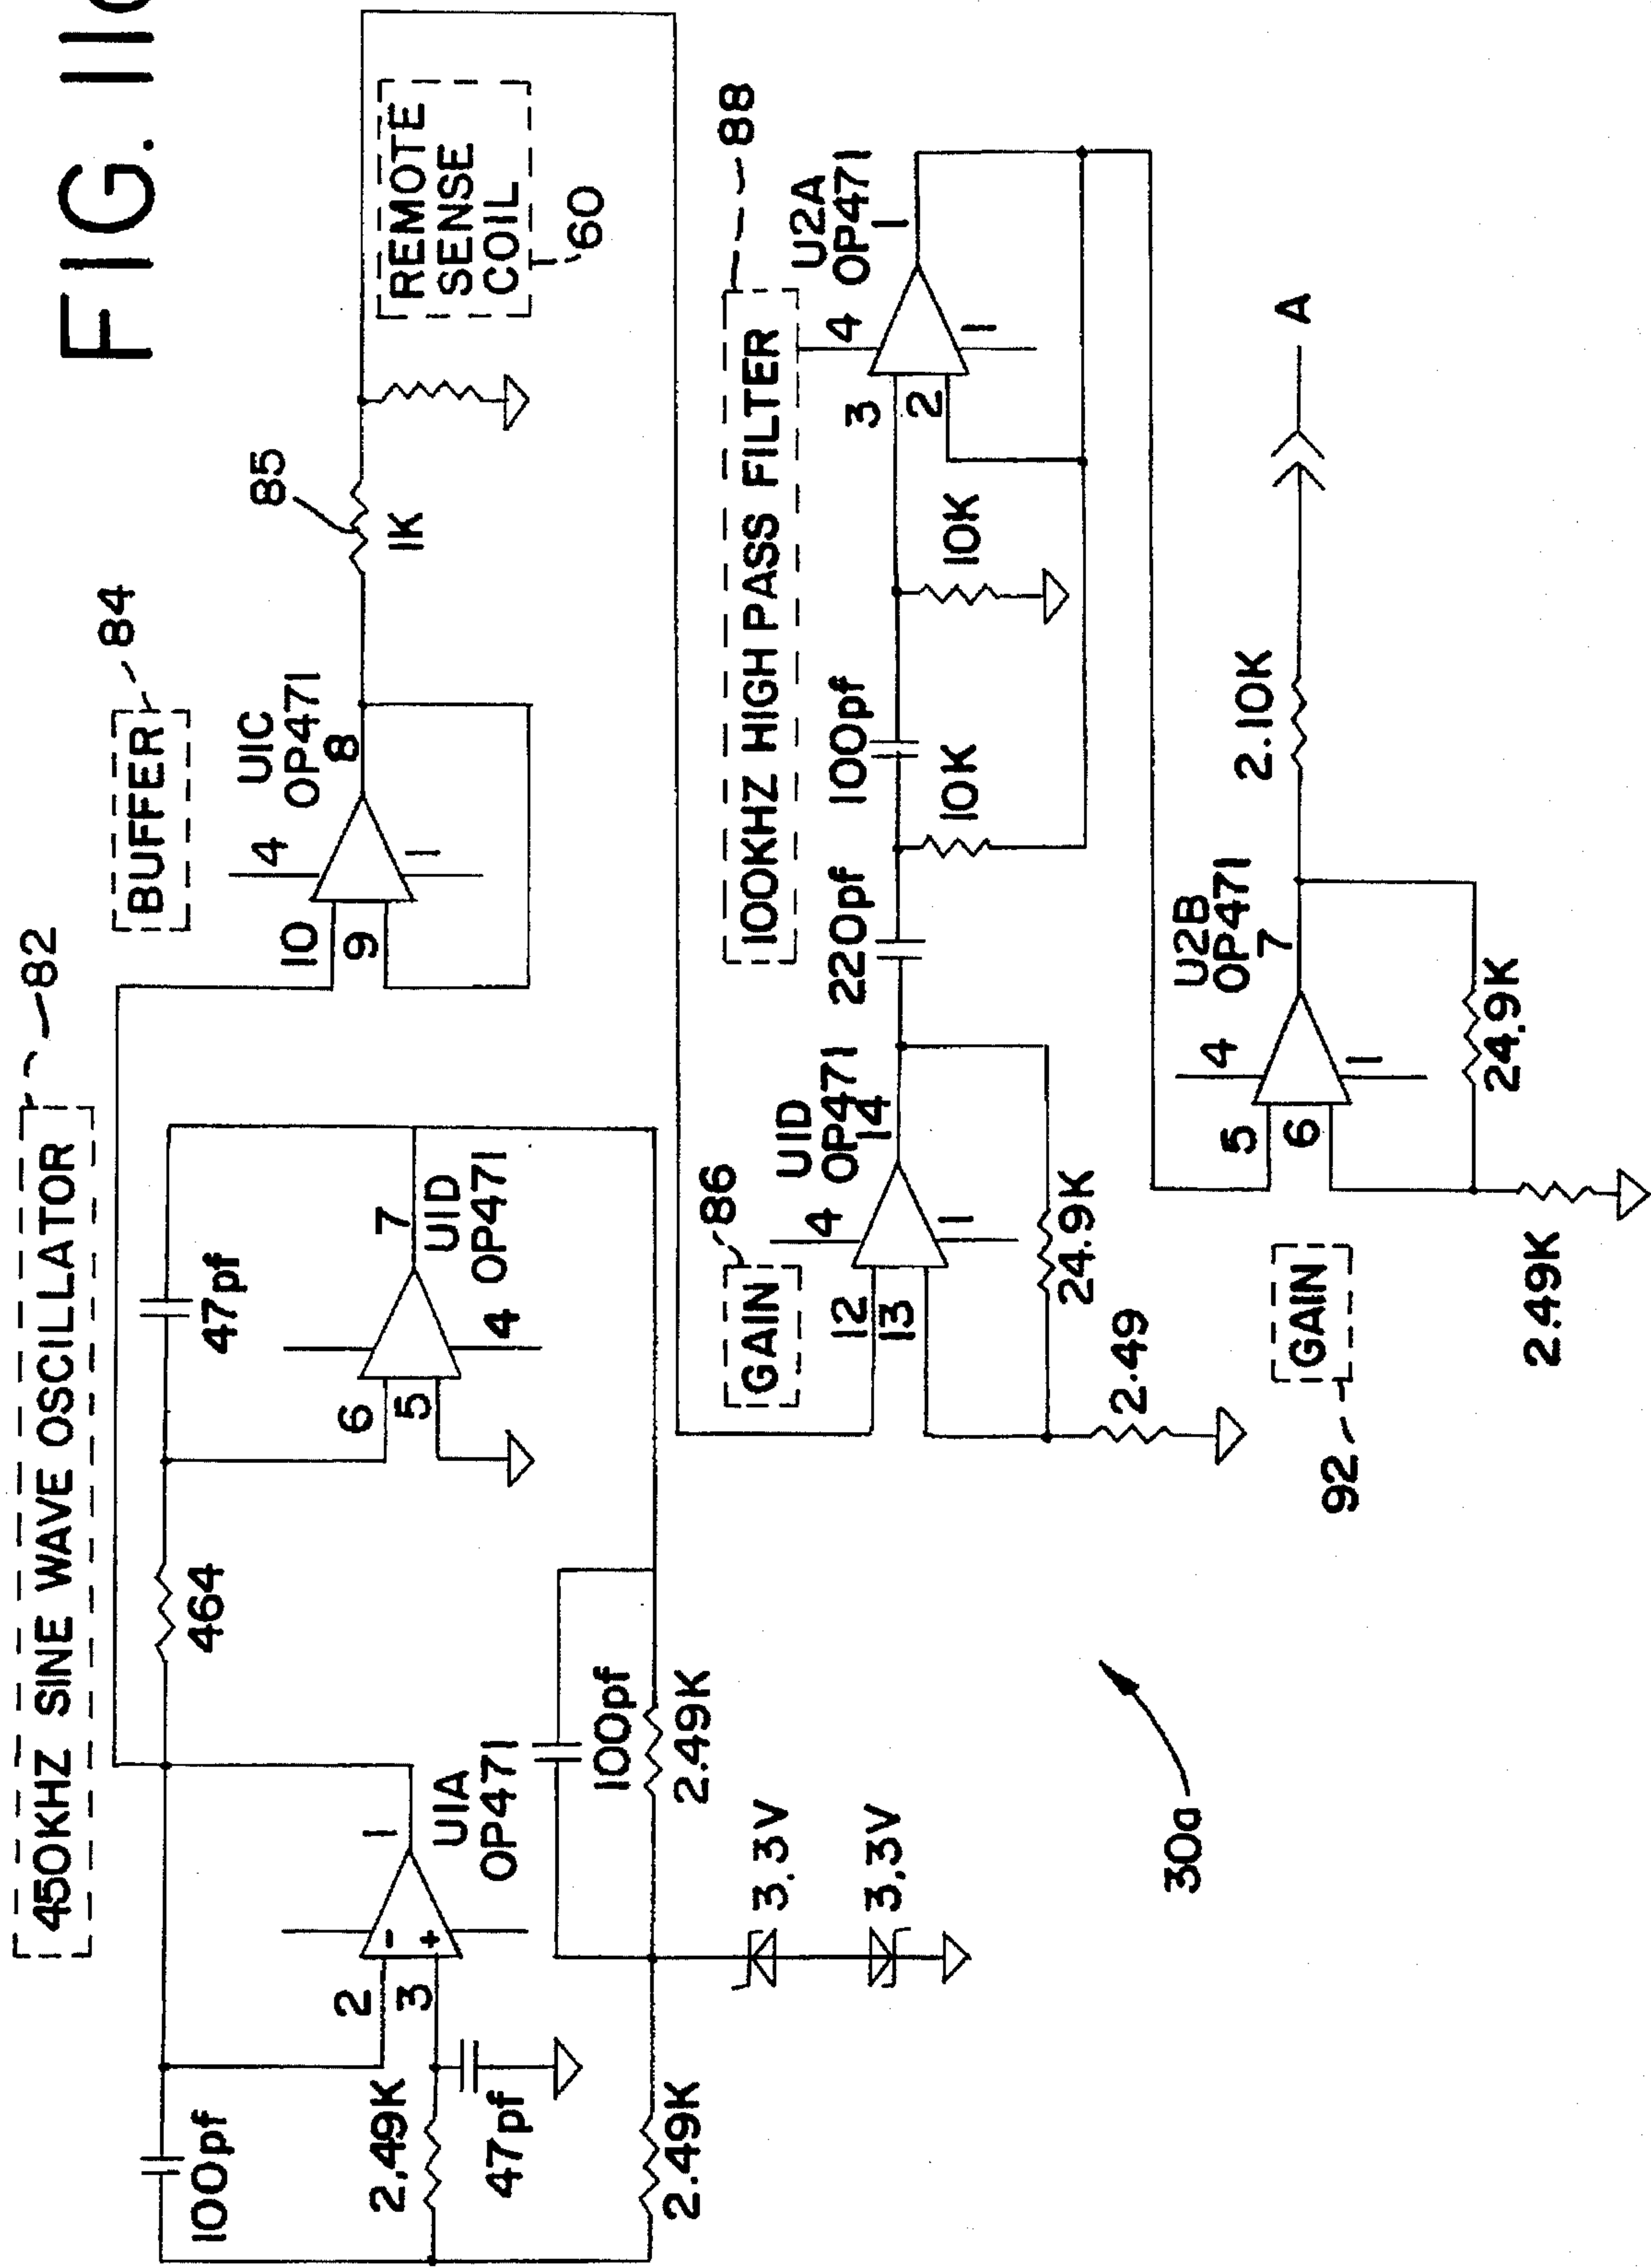 FIG. 11a
450KHZ SINE WAVE OSCILLATOR
82
BUFFER
84
100pf
2
3
1
U1A
OP471
2.49K
47pf
464
47pf
6
5
7
U1D
OP471
4
100pf
2.49K
2.49K
3.3V
3.3V
10
9
4
U1C
OP471
8
1
85
1K
REMOTE
SENSE
COIL
60
GAIN
86
12
13
4
U1D
OP471
14
1
24.9K
2.49
100KHZ HIGH PASS FILTER
88
220pf
100pf
10K
10K
3
2
4
U2A
OP471
1
1
GAIN
92
5
6
4
U2B
OP471
7
1
24.9K
2.49K
2.10K
A
30a